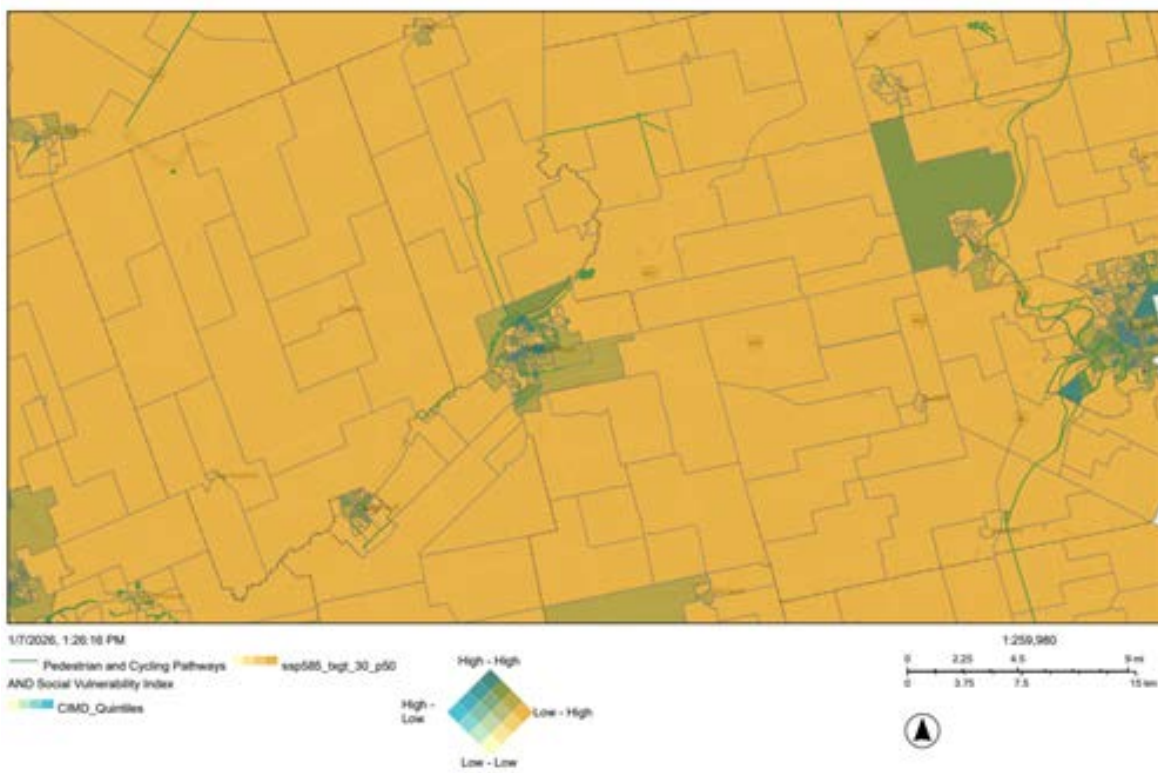 1/7/2026, 1:26:16 PM
Pedestrian and Cycling Pathways
ssp585_txgt_30_p50
AND Social Vulnerability Index
CIMD_Quintiles
High - High
High - Low
Low - High
Low - Low
1:259,980
0 2.25 4.5 9 mi
0 3.75 7.5 15 km